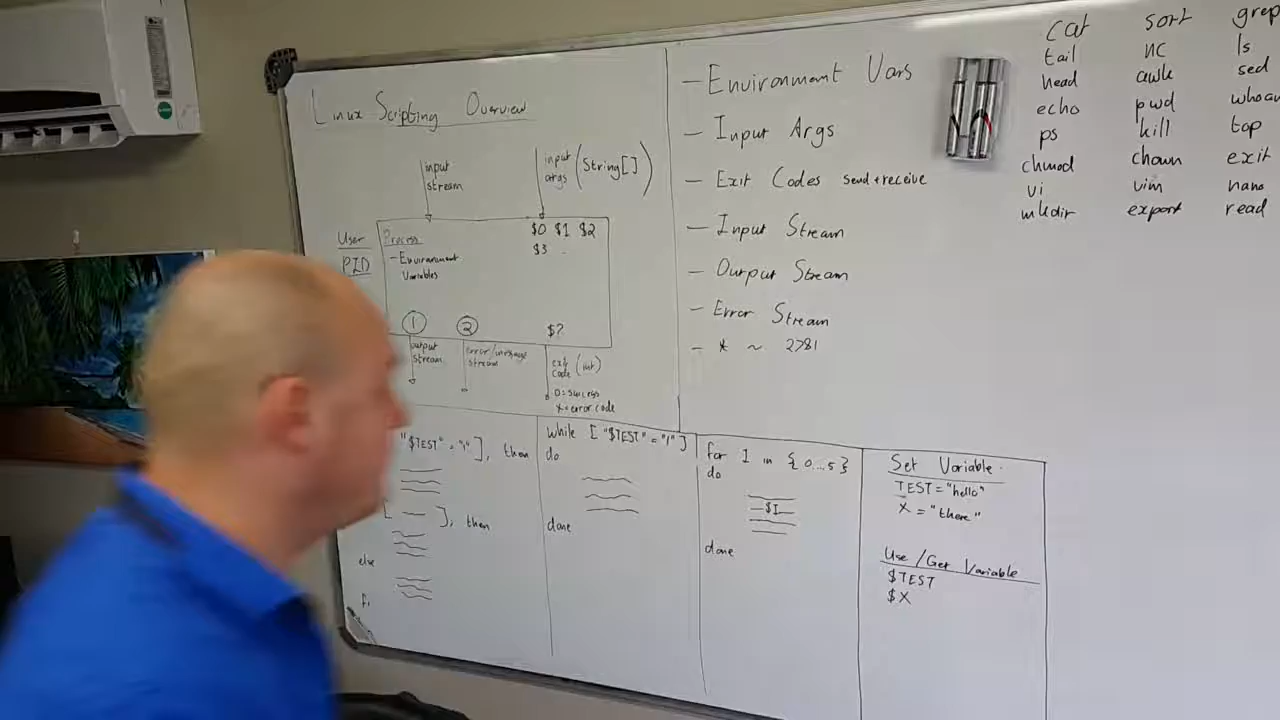 Linux Scripting Overview
input
stream
input
args (String[])
User
PID
Process
- Environment
Variables
$0 $1 $2
$3
1 2 $?
output
stream
error/message
stream
exit
code (int)
0=success
X=error code
- Environment Vars
- Input Args
- Exit Codes send+receive
- Input Stream
- Output Stream
- Error Stream
- * ~ 2>&1
cat sort grep
tail nc ls
head awk sed
echo pwd
ps kill top
chmod chown exit
vi vim nano
mkdir export read
"$TEST" = "1" ], then
[ ], then
else
fi
while [ "$TEST" = "1" ]
do
done
for I in {0...5}
do
$I
done
Set Variable
TEST="hello"
X="there"
Use/Get Variable
$TEST
$X